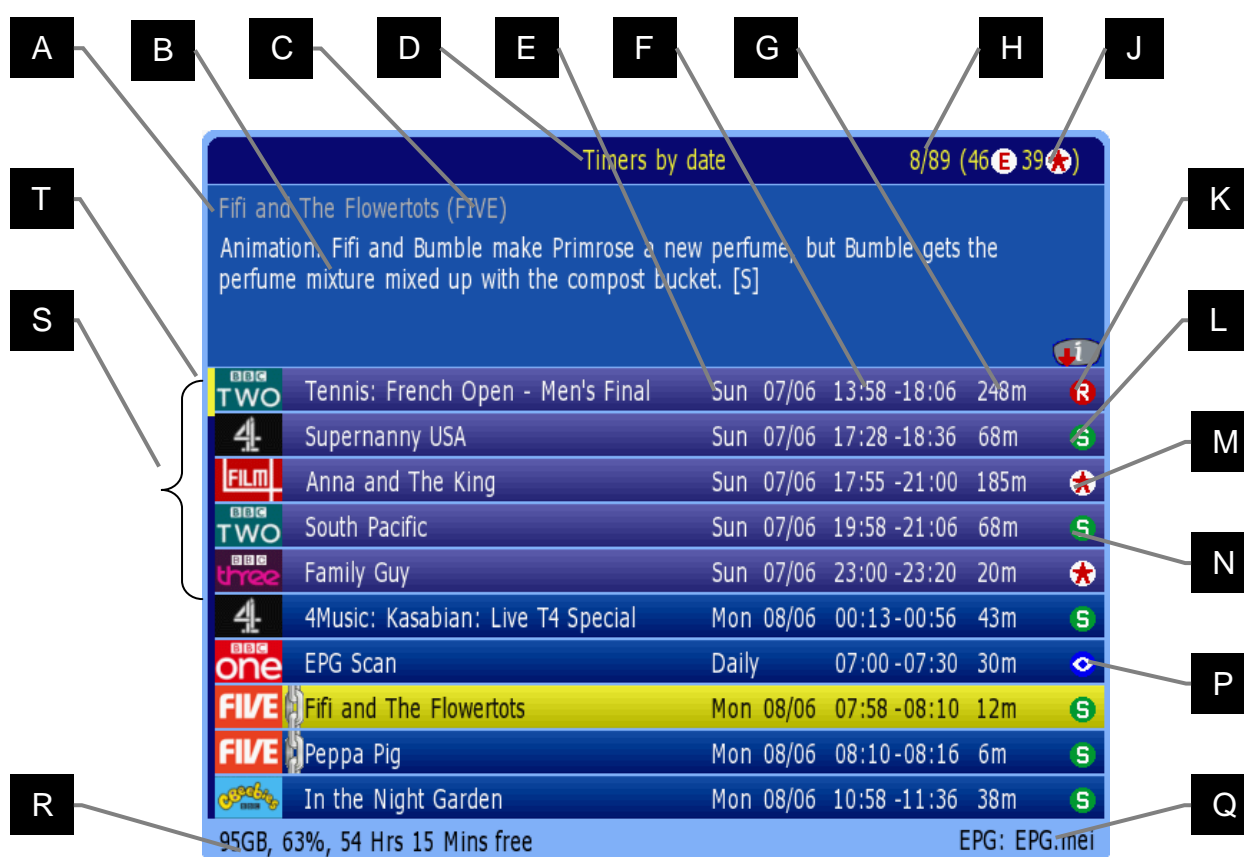 A B C D E F G H J
Timers by date 8/89 (46 E 39 ★)
T
K
Fifi and The Flowertots (FIVE)
Animation. Fifi and Bumble make Primrose a new perfume, but Bumble gets the
perfume mixture mixed up with the compost bucket. [S]
S
L
i
BBC TWO Tennis: French Open - Men's Final Sun 07/06 13:58 -18:06 248m R
4 Supernanny USA Sun 07/06 17:28 -18:36 68m S
M
FILM4 Anna and The King Sun 07/06 17:55 -21:00 185m
BBC TWO South Pacific Sun 07/06 19:58 -21:06 68m S
N
BBC three Family Guy Sun 07/06 23:00 -23:20 20m
4 4Music: Kasabian: Live T4 Special Mon 08/06 00:13 -00:56 43m S
BBC one EPG Scan Daily 07:00 -07:30 30m
P
FIVE Fifi and The Flowertots Mon 08/06 07:58 -08:10 12m S
FIVE Peppa Pig Mon 08/06 08:10 -08:16 6m S
CBeebies BBC In the Night Garden Mon 08/06 10:58 -11:36 38m S
R
Q
95GB, 63%, 54 Hrs 15 Mins free EPG: EPG.mei